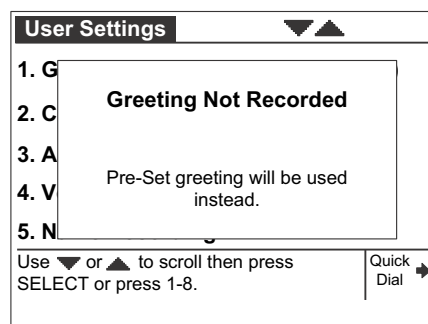 User Settings
1. G
Greeting Not Recorded
2. C
3. A
Pre-Set greeting will be used
instead.
4. V
5. N
Use ▼ or ▲ to scroll then press
SELECT or press 1-8.
Quick
Dial